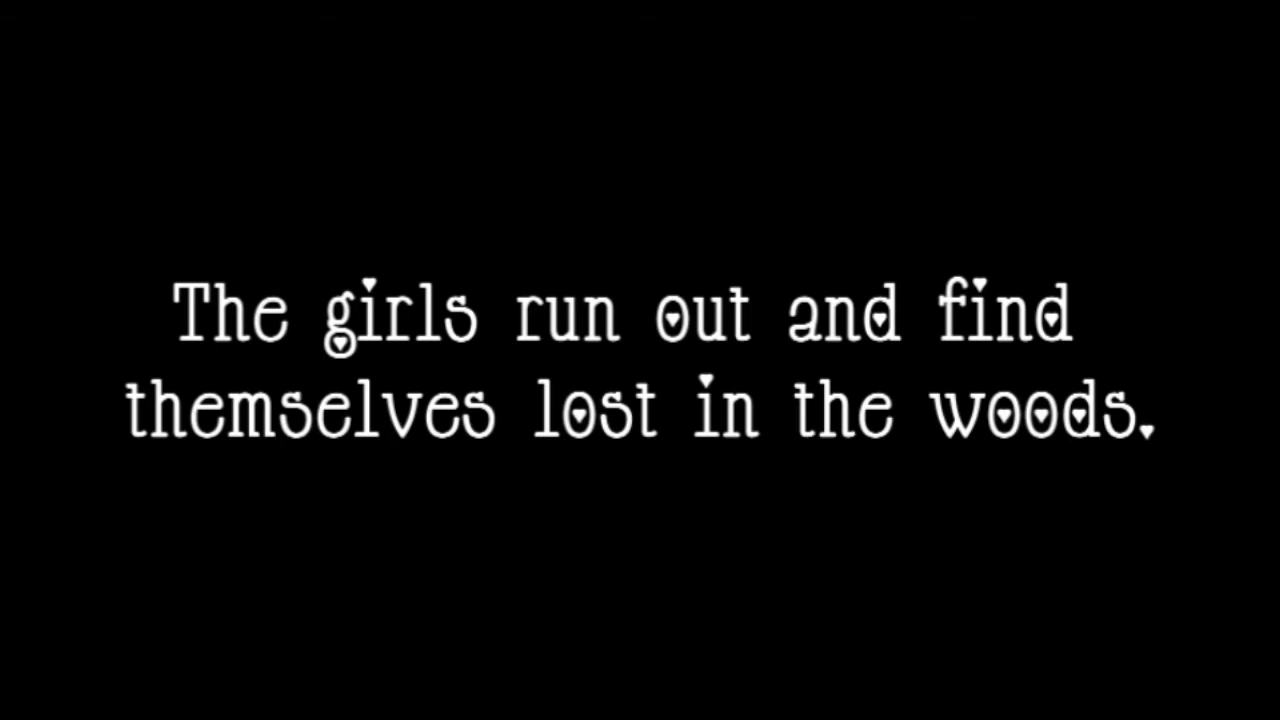 The girls run out and find
themselves lost in the woods.